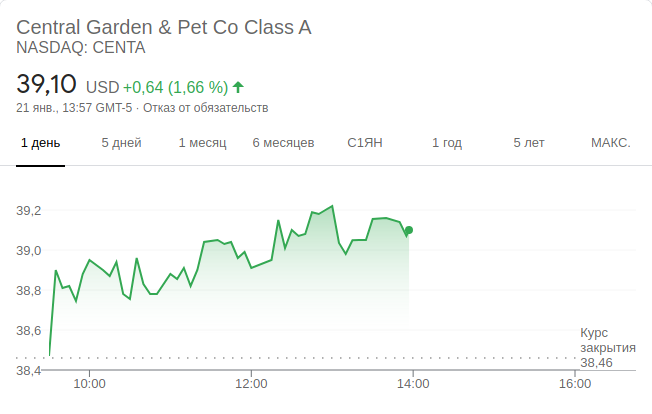 Central Garden & Pet Co Class A
NASDAQ: CENTA
39,10 USD +0,64 (1,66 %)
21 янв., 13:57 GMT-5 · Отказ от обязательств
1 день 5 дней 1 месяц 6 месяцев С1ЯН 1 год 5 лет МАКС.
39,2
39,0
38,8
38,6
Курс
закрытия
38,46
38,4
10:00 12:00 14:00 16:00